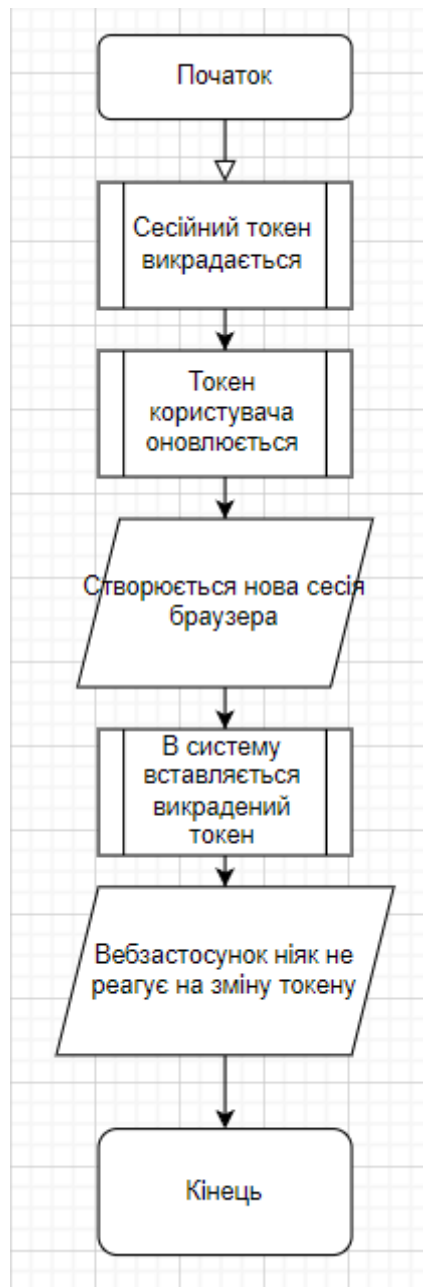 Початок
Сесійний токен
викрадається
Токен
користувача
оновлюється
Створюється нова сесія
браузера
В систему
вставляється
викрадений
токен
Вебзастосунок ніяк не
реагує на зміну токену
Кінець